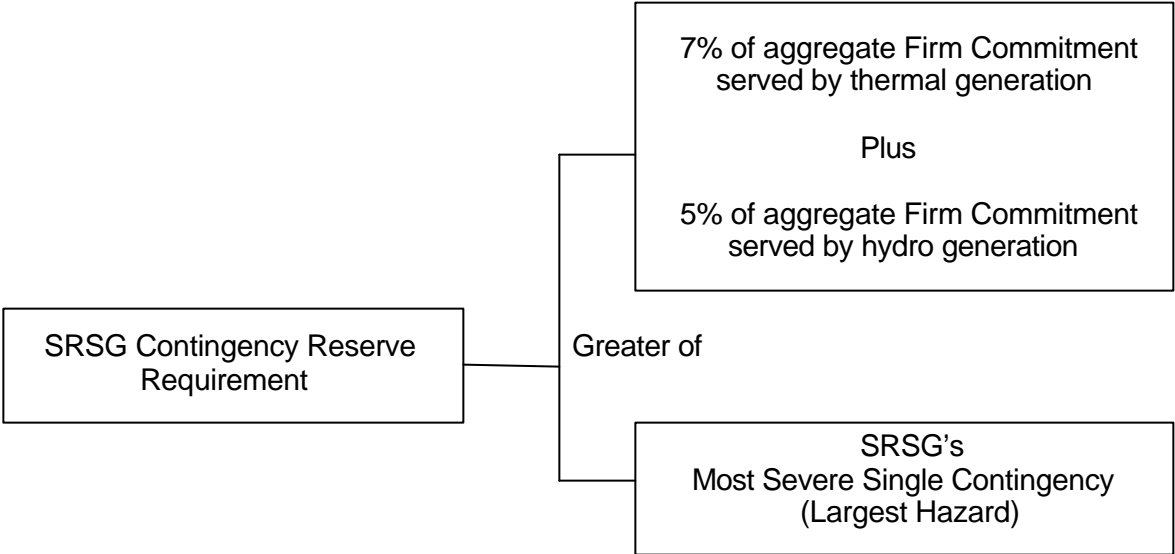 7% of aggregate Firm Commitment
served by thermal generation
Plus
5% of aggregate Firm Commitment
served by hydro generation
SRSG Contingency Reserve
Requirement
Greater of
SRSG’s
Most Severe Single Contingency
(Largest Hazard)